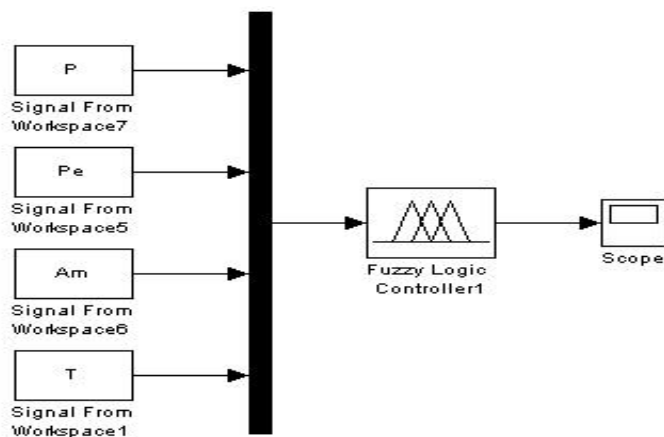 P
Signal From
Workspace7
Pe
Signal From
Workspace5
Am
Signal From
Workspace6
T
Signal From
Workspace1
Fuzzy Logic
Controller1
Scope